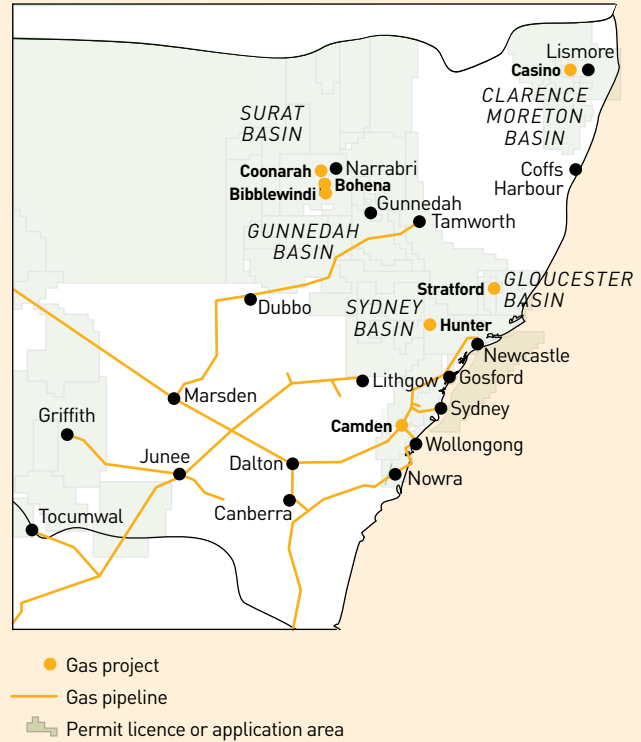 Lismore
Casino
CLARENCE
MORETON
BASIN
SURAT
BASIN
Coonarah
Narrabri
Bohena
Bibblewindi
Coffs
Harbour
Gunnedah
Tamworth
GUNNEDAH
BASIN
Stratford
GLOUCESTER
BASIN
Dubbo
SYDNEY
BASIN
Hunter
Newcastle
Lithgow
Gosford
Marsden
Sydney
Griffith
Camden
Wollongong
Junee
Dalton
Nowra
Canberra
Tocumwal
Gas project
Gas pipeline
Permit licence or application area